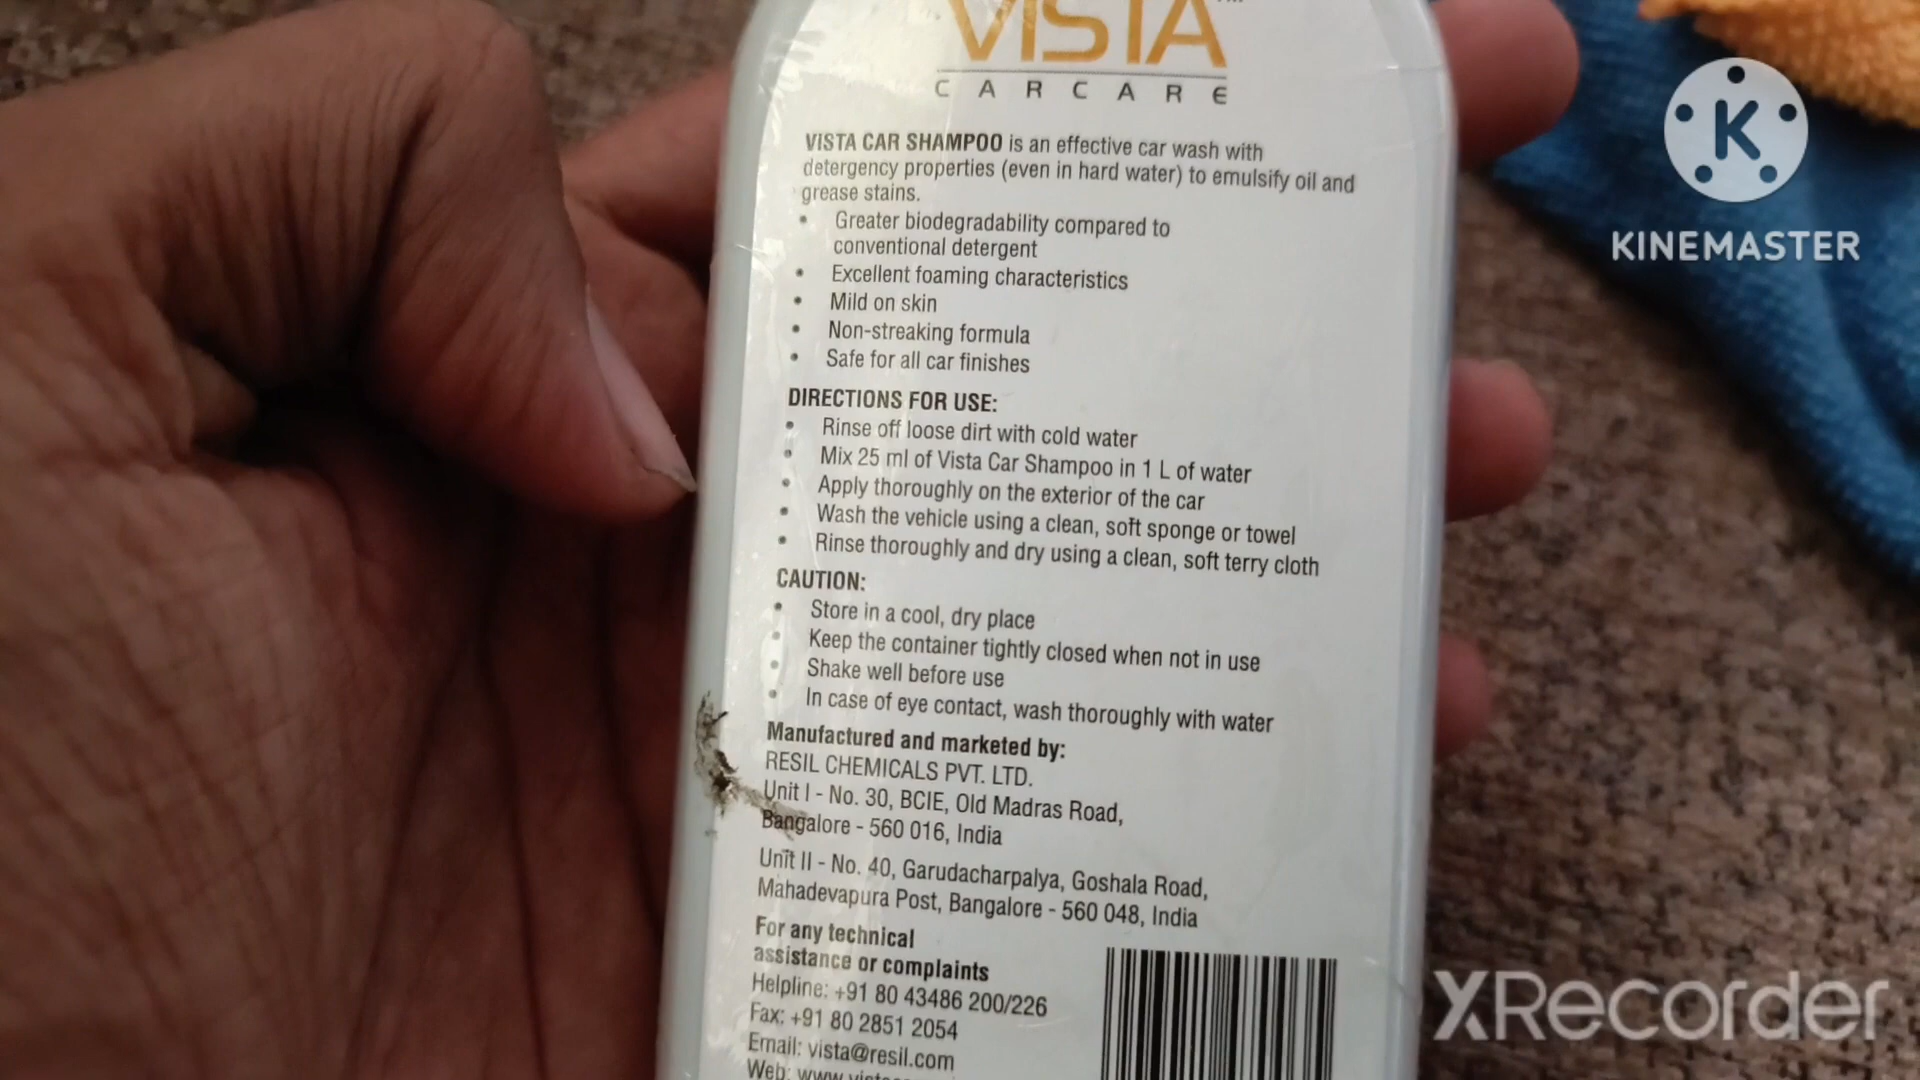 VISTA
CARCARE
VISTA CAR SHAMPOO is an effective car wash with
detergency properties (even in hard water) to emulsify oil and
grease stains.
• Greater biodegradability compared to
conventional detergent
• Excellent foaming characteristics
• Mild on skin
• Non-streaking formula
• Safe for all car finishes
DIRECTIONS FOR USE:
• Rinse off loose dirt with cold water
• Mix 25 ml of Vista Car Shampoo in 1 L of water
• Apply thoroughly on the exterior of the car
• Wash the vehicle using a clean, soft sponge or towel
• Rinse thoroughly and dry using a clean, soft terry cloth
CAUTION:
• Store in a cool, dry place
• Keep the container tightly closed when not in use
• Shake well before use
• In case of eye contact, wash thoroughly with water
Manufactured and marketed by:
RESIL CHEMICALS PVT. LTD.
Unit I - No. 30, BCIE, Old Madras Road,
Bangalore - 560 016, India
Unit II - No. 40, Garudacharpalya, Goshala Road,
Mahadevapura Post, Bangalore - 560 048, India
For any technical
assistance or complaints
Helpline: +91 80 43486 200/226
Fax: +91 80 2851 2054
Email: vista@resil.com
Web:
K
KINEMASTER
XRecorder